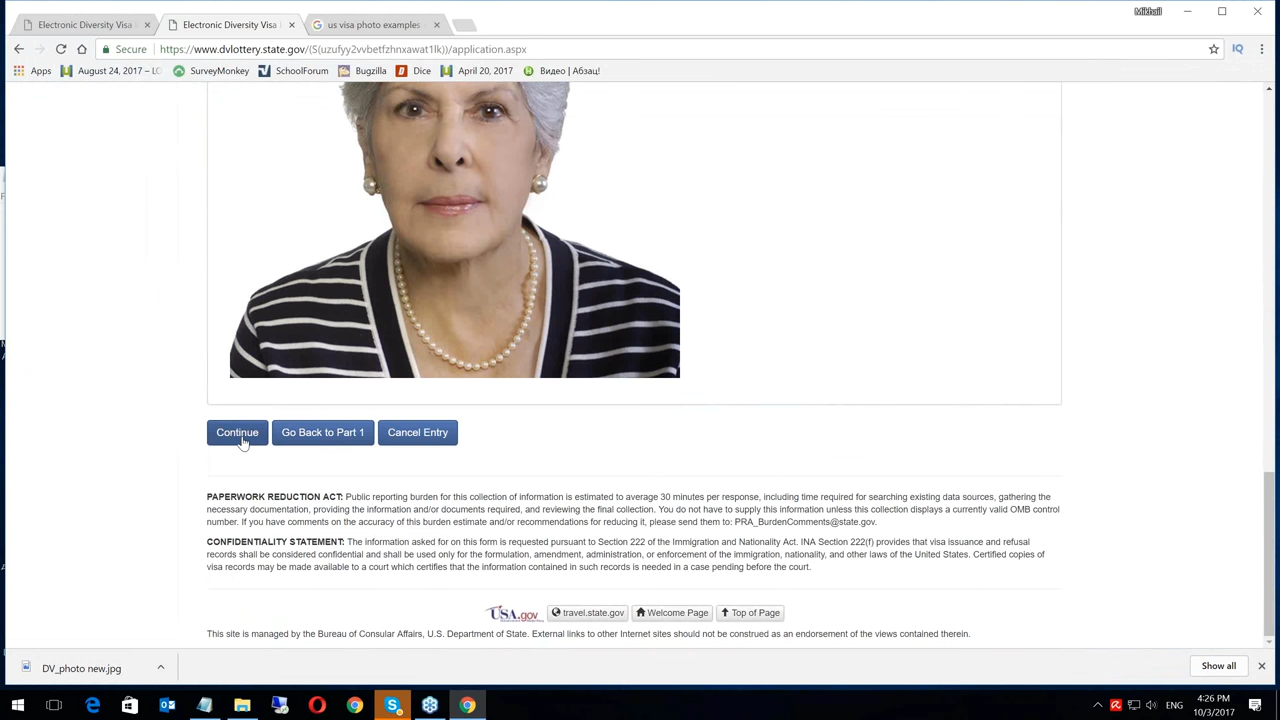 Mikhail
Electronic Diversity Visa
Electronic Diversity Visa
us visa photo examples
Secure https://www.dvlottery.state.gov/(S(uzufyy2vvbetfzhnxawat1lk))/application.aspx
Apps August 24, 2017 – LO SurveyMonkey SchoolForum Bugzilla Dice April 20, 2017 Видео | Абзац!
Continue Go Back to Part 1 Cancel Entry
PAPERWORK REDUCTION ACT: Public reporting burden for this collection of information is estimated to average 30 minutes per response, including time required for searching existing data sources, gathering the
necessary documentation, providing the information and/or documents required, and reviewing the final collection. You do not have to supply this information unless this collection displays a currently valid OMB control
number. If you have comments on the accuracy of this burden estimate and/or recommendations for reducing it, please send them to: PRA_BurdenComments@state.gov.
CONFIDENTIALITY STATEMENT: The information asked for on this form is requested pursuant to Section 222 of the Immigration and Nationality Act. INA Section 222(f) provides that visa issuance and refusal
records shall be considered confidential and shall be used only for the formulation, amendment, administration, or enforcement of the immigration, nationality, and other laws of the United States. Certified copies of
visa records may be made available to a court which certifies that the information contained in such records is needed in a case pending before the court.
USA.gov travel.state.gov Welcome Page Top of Page
This site is managed by the Bureau of Consular Affairs, U.S. Department of State. External links to other Internet sites should not be construed as an endorsement of the views contained therein.
DV_photo new.jpg Show all
ENG
4:26 PM
10/3/2017